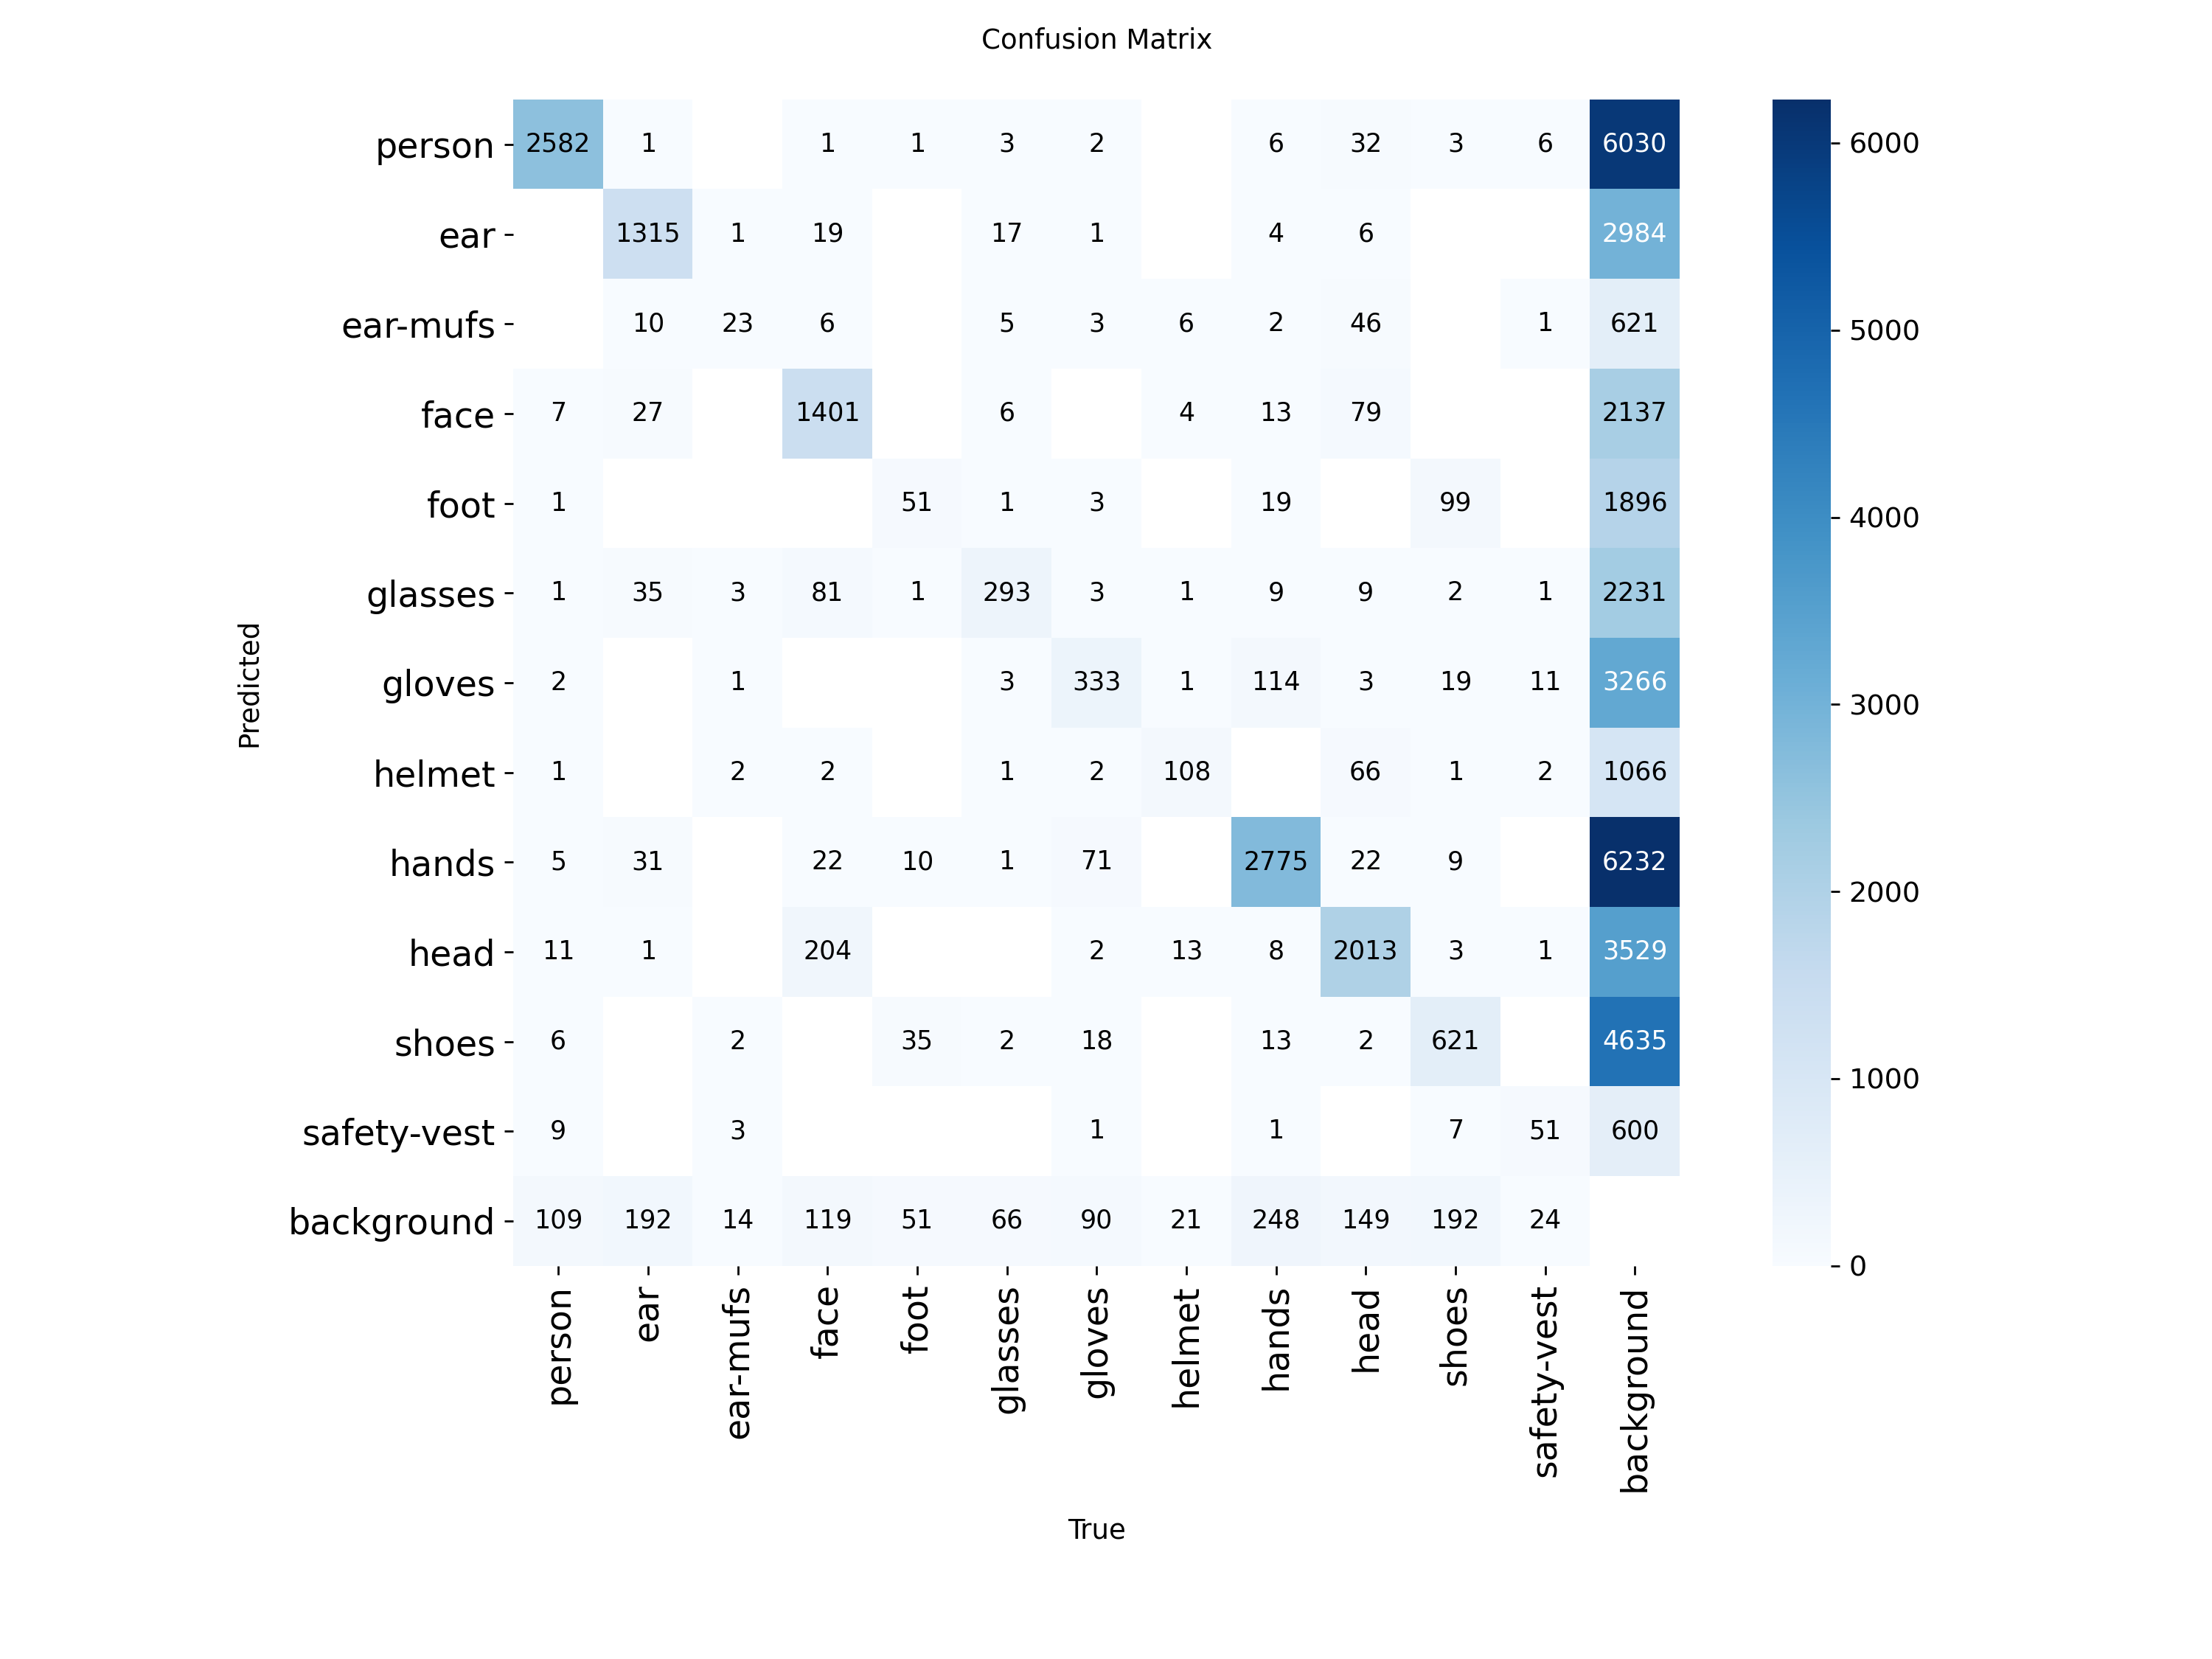 Confusion Matrix
person 2582 1 1 1 3 2 6 32 3 6 6030
ear 1315 1 19 17 1 4 6 2984
ear-mufs 10 23 6 5 3 6 2 46 1 621
face 7 27 1401 6 4 13 79 2137
foot 1 51 1 3 19 99 1896
glasses 1 35 3 81 1 293 3 1 9 9 2 1 2231
gloves 2 1 3 333 1 114 3 19 11 3266
helmet 1 2 2 1 2 108 66 1 2 1066
hands 5 31 22 10 1 71 2775 22 9 6232
head 11 1 204 2 13 8 2013 3 1 3529
shoes 6 2 35 2 18 13 2 621 4635
safety-vest 9 3 1 1 7 51 600
background 109 192 14 119 51 66 90 21 248 149 192 24
person ear ear-mufs face foot glasses gloves helmet hands head shoes safety-vest background
True
Predicted
6000
5000
4000
3000
2000
1000
0